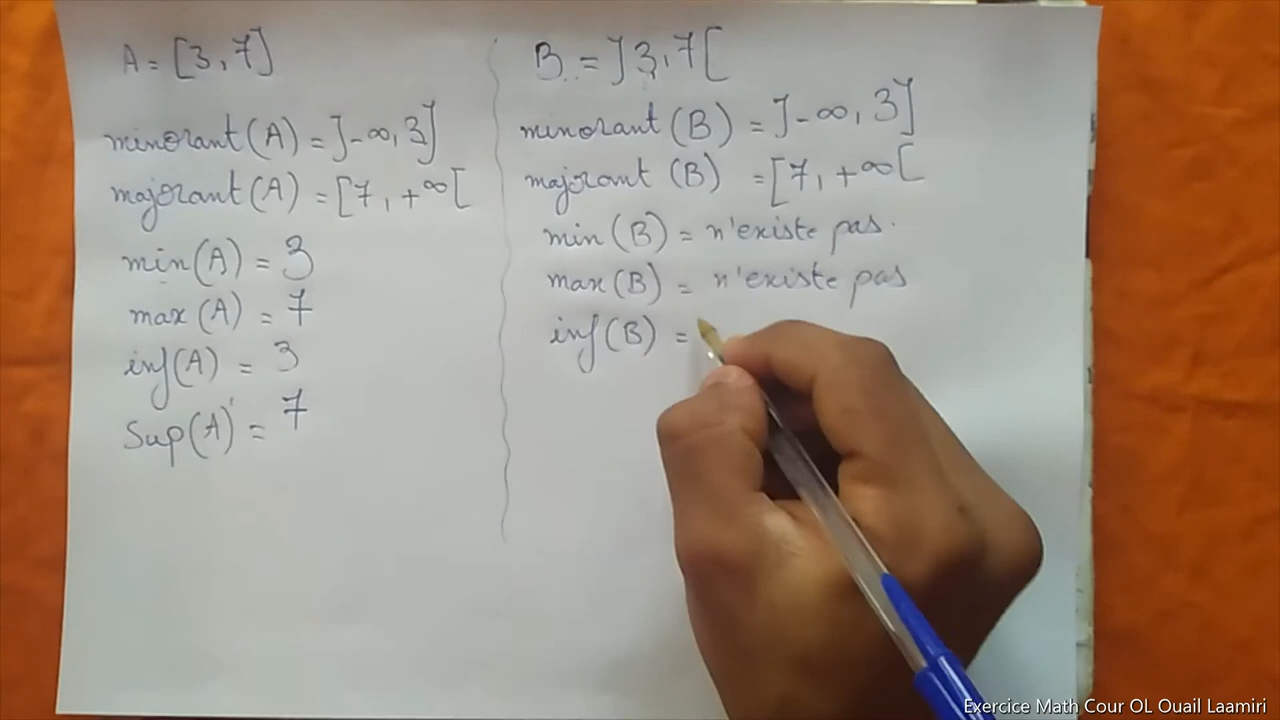 A = [3, 7]
minorant (A) = ]-∞, 3]
majorant (A) = [7, +∞[
min (A) = 3
max (A) = 7
inf (A) = 3
Sup (A) = 7
B = ]3, 7[
minorant (B) = ]-∞, 3]
majorant (B) = [7, +∞[
min (B) = n'existe pas.
max (B) = n'existe pas
inf (B) =
Exercice Math Cour OL Ouail Laamiri